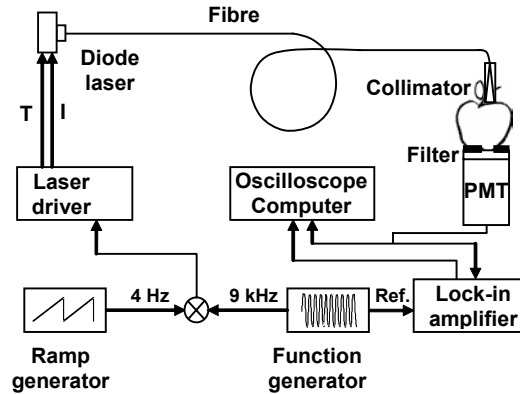 Fibre
Diode
laser
Collimator
T
I
Filter
PMT
Laser
driver
Oscilloscope
Computer
4 Hz
9 kHz
Ref.
Lock-in
amplifier
Ramp
generator
Function
generator